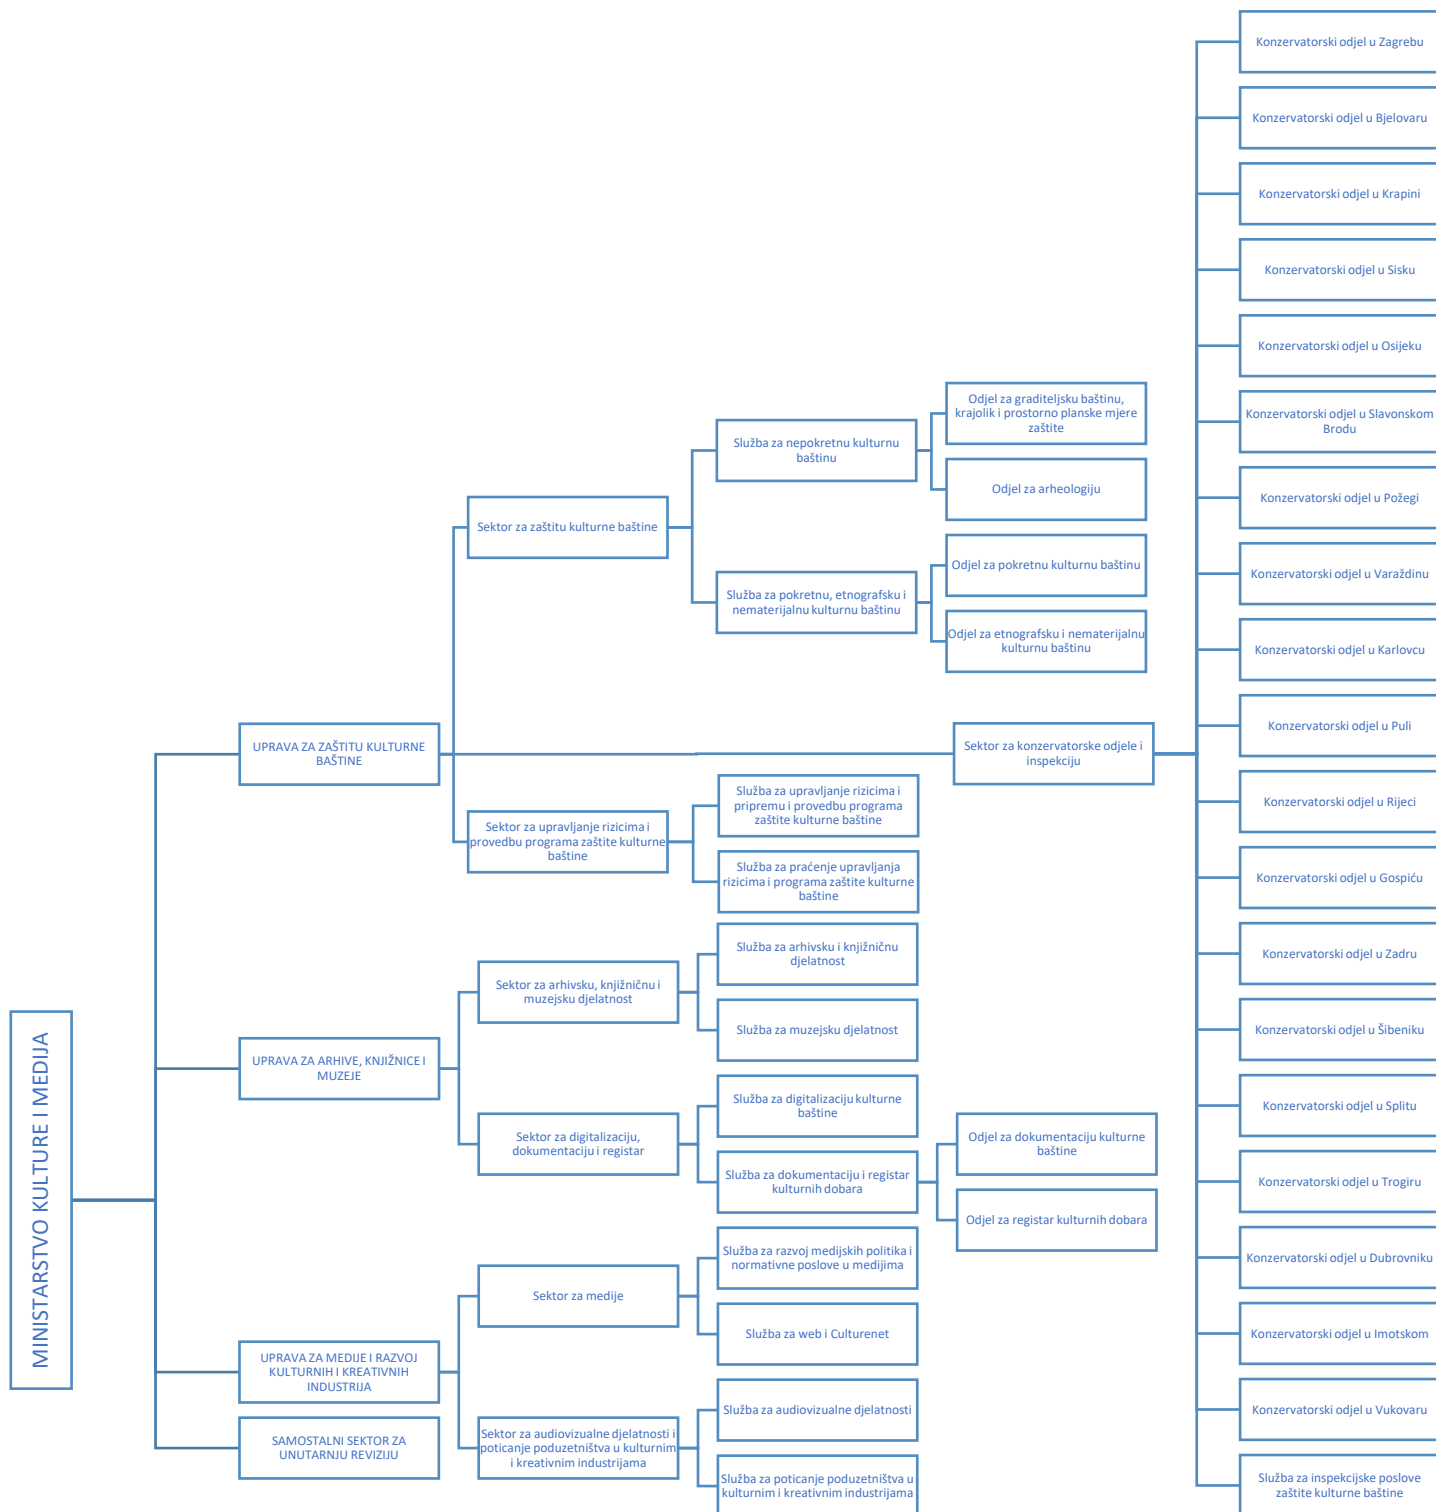 MINISTARSTVO KULTURE I MEDIJA
UPRAVA ZA ZAŠTITU KULTURNE
BAŠTINE
Sektor za zaštitu kulturne baštine
Služba za nepokretnu kulturnu
baštinu
Odjel za graditeljsku baštinu,
krajolik i prostorno planske mjere
zaštite
Odjel za arheologiju
Služba za pokretnu, etnografsku i
nematerijalnu kulturnu baštinu
Odjel za pokretnu kulturnu baštinu
Odjel za etnografsku i nematerijalnu
kulturnu baštinu
Sektor za konzervatorske odjele i
inspekciju
Konzervatorski odjel u Zagrebu
Konzervatorski odjel u Bjelovaru
Konzervatorski odjel u Krapini
Konzervatorski odjel u Sisku
Konzervatorski odjel u Osijeku
Konzervatorski odjel u Slavonskom
Brodu
Konzervatorski odjel u Požegi
Konzervatorski odjel u Varaždinu
Konzervatorski odjel u Karlovcu
Konzervatorski odjel u Puli
Konzervatorski odjel u Rijeci
Konzervatorski odjel u Gospiću
Konzervatorski odjel u Zadru
Konzervatorski odjel u Šibeniku
Konzervatorski odjel u Splitu
Konzervatorski odjel u Trogiru
Konzervatorski odjel u Dubrovniku
Konzervatorski odjel u Imotskom
Konzervatorski odjel u Vukovaru
Služba za inspekcijske poslove
zaštite kulturne baštine
Sektor za upravljanje rizicima i
provedbu programa zaštite kulturne
baštine
Služba za upravljanje rizicima i
pripremu i provedbu programa
zaštite kulturne baštine
Služba za praćenje upravljanja
rizicima i programa zaštite kulturne
baštine
UPRAVA ZA ARHIVE, KNJIŽNICE I
MUZEJE
Sektor za arhivsku, knjižničnu i
muzejsku djelatnost
Služba za arhivsku i knjižničnu
djelatnost
Služba za muzejsku djelatnost
Sektor za digitalizaciju,
dokumentaciju i registar
Služba za digitalizaciju kulturne
baštine
Služba za dokumentaciju i registar
kulturnih dobara
Odjel za dokumentaciju kulturne
baštine
Odjel za registar kulturnih dobara
UPRAVA ZA MEDIJE I RAZVOJ
KULTURNIH I KREATIVNIH
INDUSTRIJA
Sektor za medije
Služba za razvoj medijskih politika i
normativne poslove u medijima
Služba za web i Culturenet
Sektor za audiovizualne djelatnosti i
poticanje poduzetništva u kulturnim
i kreativnim industrijama
Služba za audiovizualne djelatnosti
Služba za poticanje poduzetništva u
kulturnim i kreativnim industrijama
SAMOSTALNI SEKTOR ZA
UNUTARNJU REVIZIJU